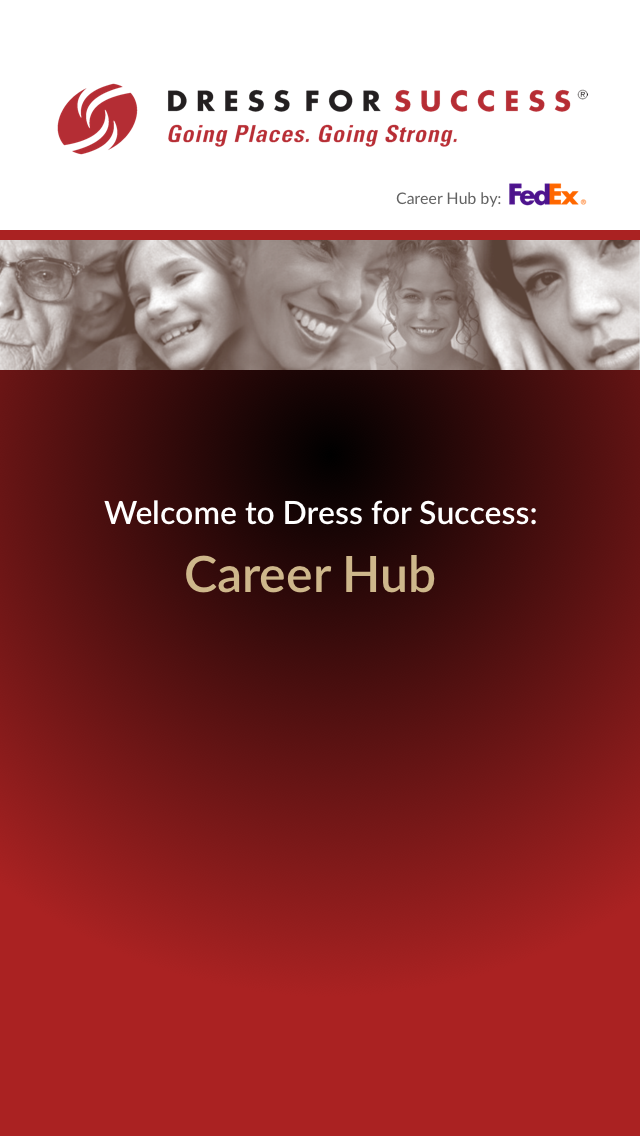 DRESS FOR SUCCESS®
Going Places. Going Strong.
Career Hub by: FedEx®
Welcome to Dress for Success:
Career Hub